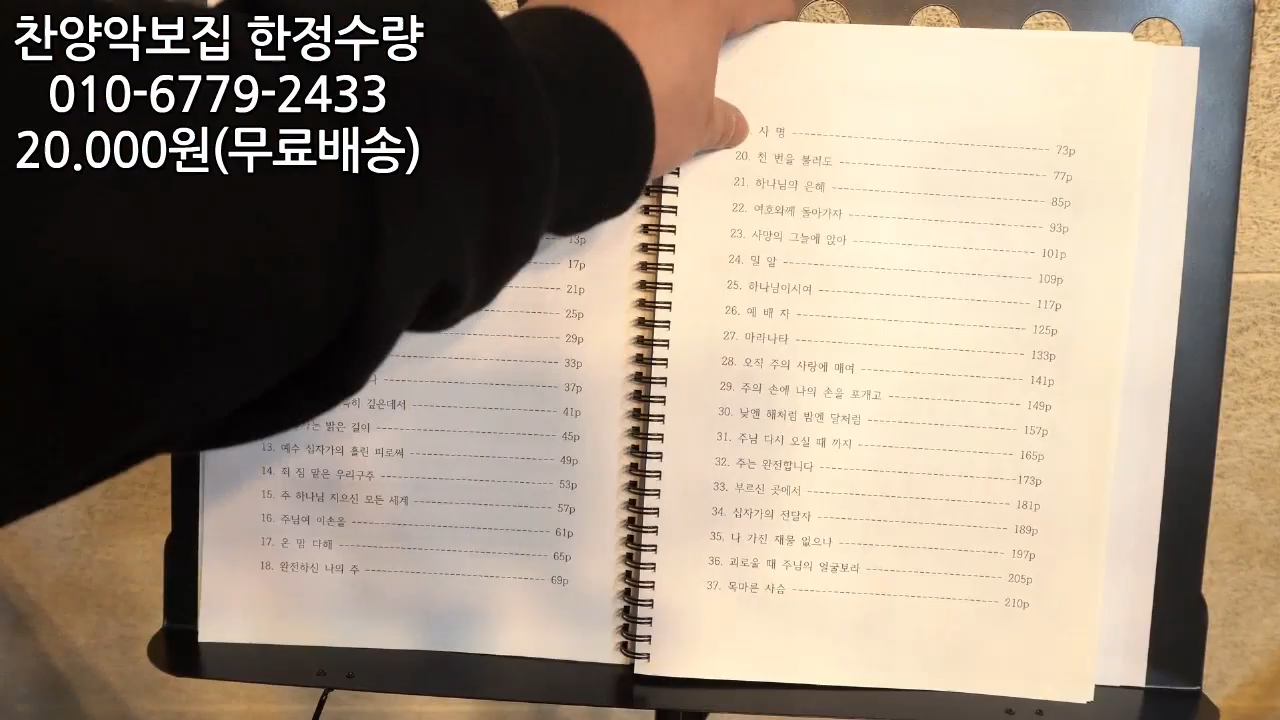 찬양악보집 한정수량
010-6779-2433
20.000원(무료배송)
13p
17p
21p
25p
29p
33p
37p
깊은데서 41p
밝은 길이 45p
13. 예수 십자가의 흘린 피로써 49p
14. 죄 짐 맡은 우리구주 53p
15. 주 하나님 지으신 모든 세계 57p
16. 주님여 이손을 61p
17. 온 맘 다해 65p
18. 완전하신 나의 주 69p
사 명 73p
20. 천 번을 불러도 77p
21. 하나님의 은혜 85p
22. 여호와께 돌아가자 93p
23. 사망의 그늘에 앉아 101p
24. 밀 알 109p
25. 하나님이시여 117p
26. 예 배 자 125p
27. 마라나타 133p
28. 오직 주의 사랑에 매여 141p
29. 주의 손에 나의 손을 포개고 149p
30. 낮엔 해처럼 밤엔 달처럼 157p
31. 주님 다시 오실 때 까지 165p
32. 주는 완전합니다 173p
33. 부르신 곳에서 181p
34. 십자가의 전달자 189p
35. 나 가진 재물 없으나 197p
36. 괴로울 때 주님의 얼굴보라 205p
37. 목마른 사슴 210p